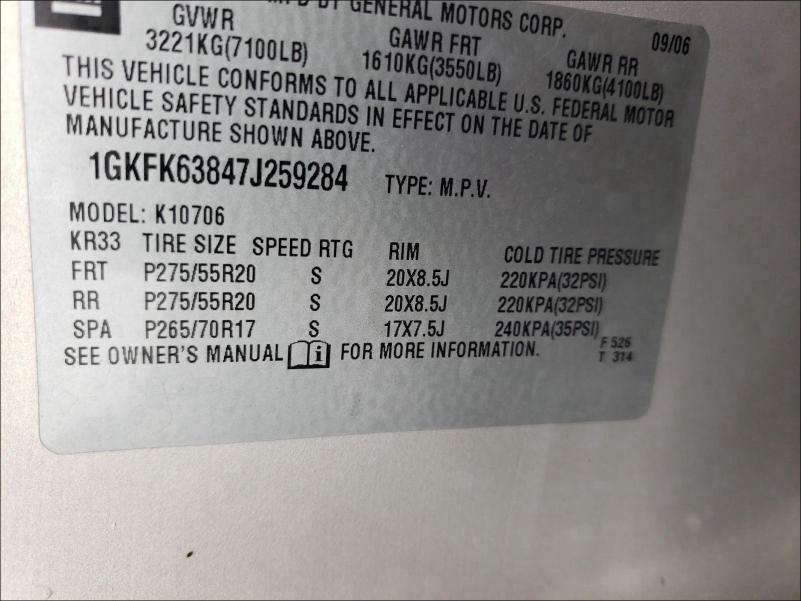 GENERAL MOTORS CORP.
GVWR GAWR FRT GAWR RR 09/06
3221KG(7100LB) 1610KG(3550LB) 1860KG(4100LB)
THIS VEHICLE CONFORMS TO ALL APPLICABLE U.S. FEDERAL MOTOR
VEHICLE SAFETY STANDARDS IN EFFECT ON THE DATE OF
MANUFACTURE SHOWN ABOVE.
1GKFK63847J259284 TYPE: M.P.V.
MODEL: K10706
KR33 TIRE SIZE SPEED RTG RIM COLD TIRE PRESSURE
FRT P275/55R20 S 20X8.5J 220KPA(32PSI)
RR P275/55R20 S 20X8.5J 220KPA(32PSI)
SPA P265/70R17 S 17X7.5J 240KPA(35PSI)
SEE OWNER'S MANUAL i FOR MORE INFORMATION. F 526
T 314